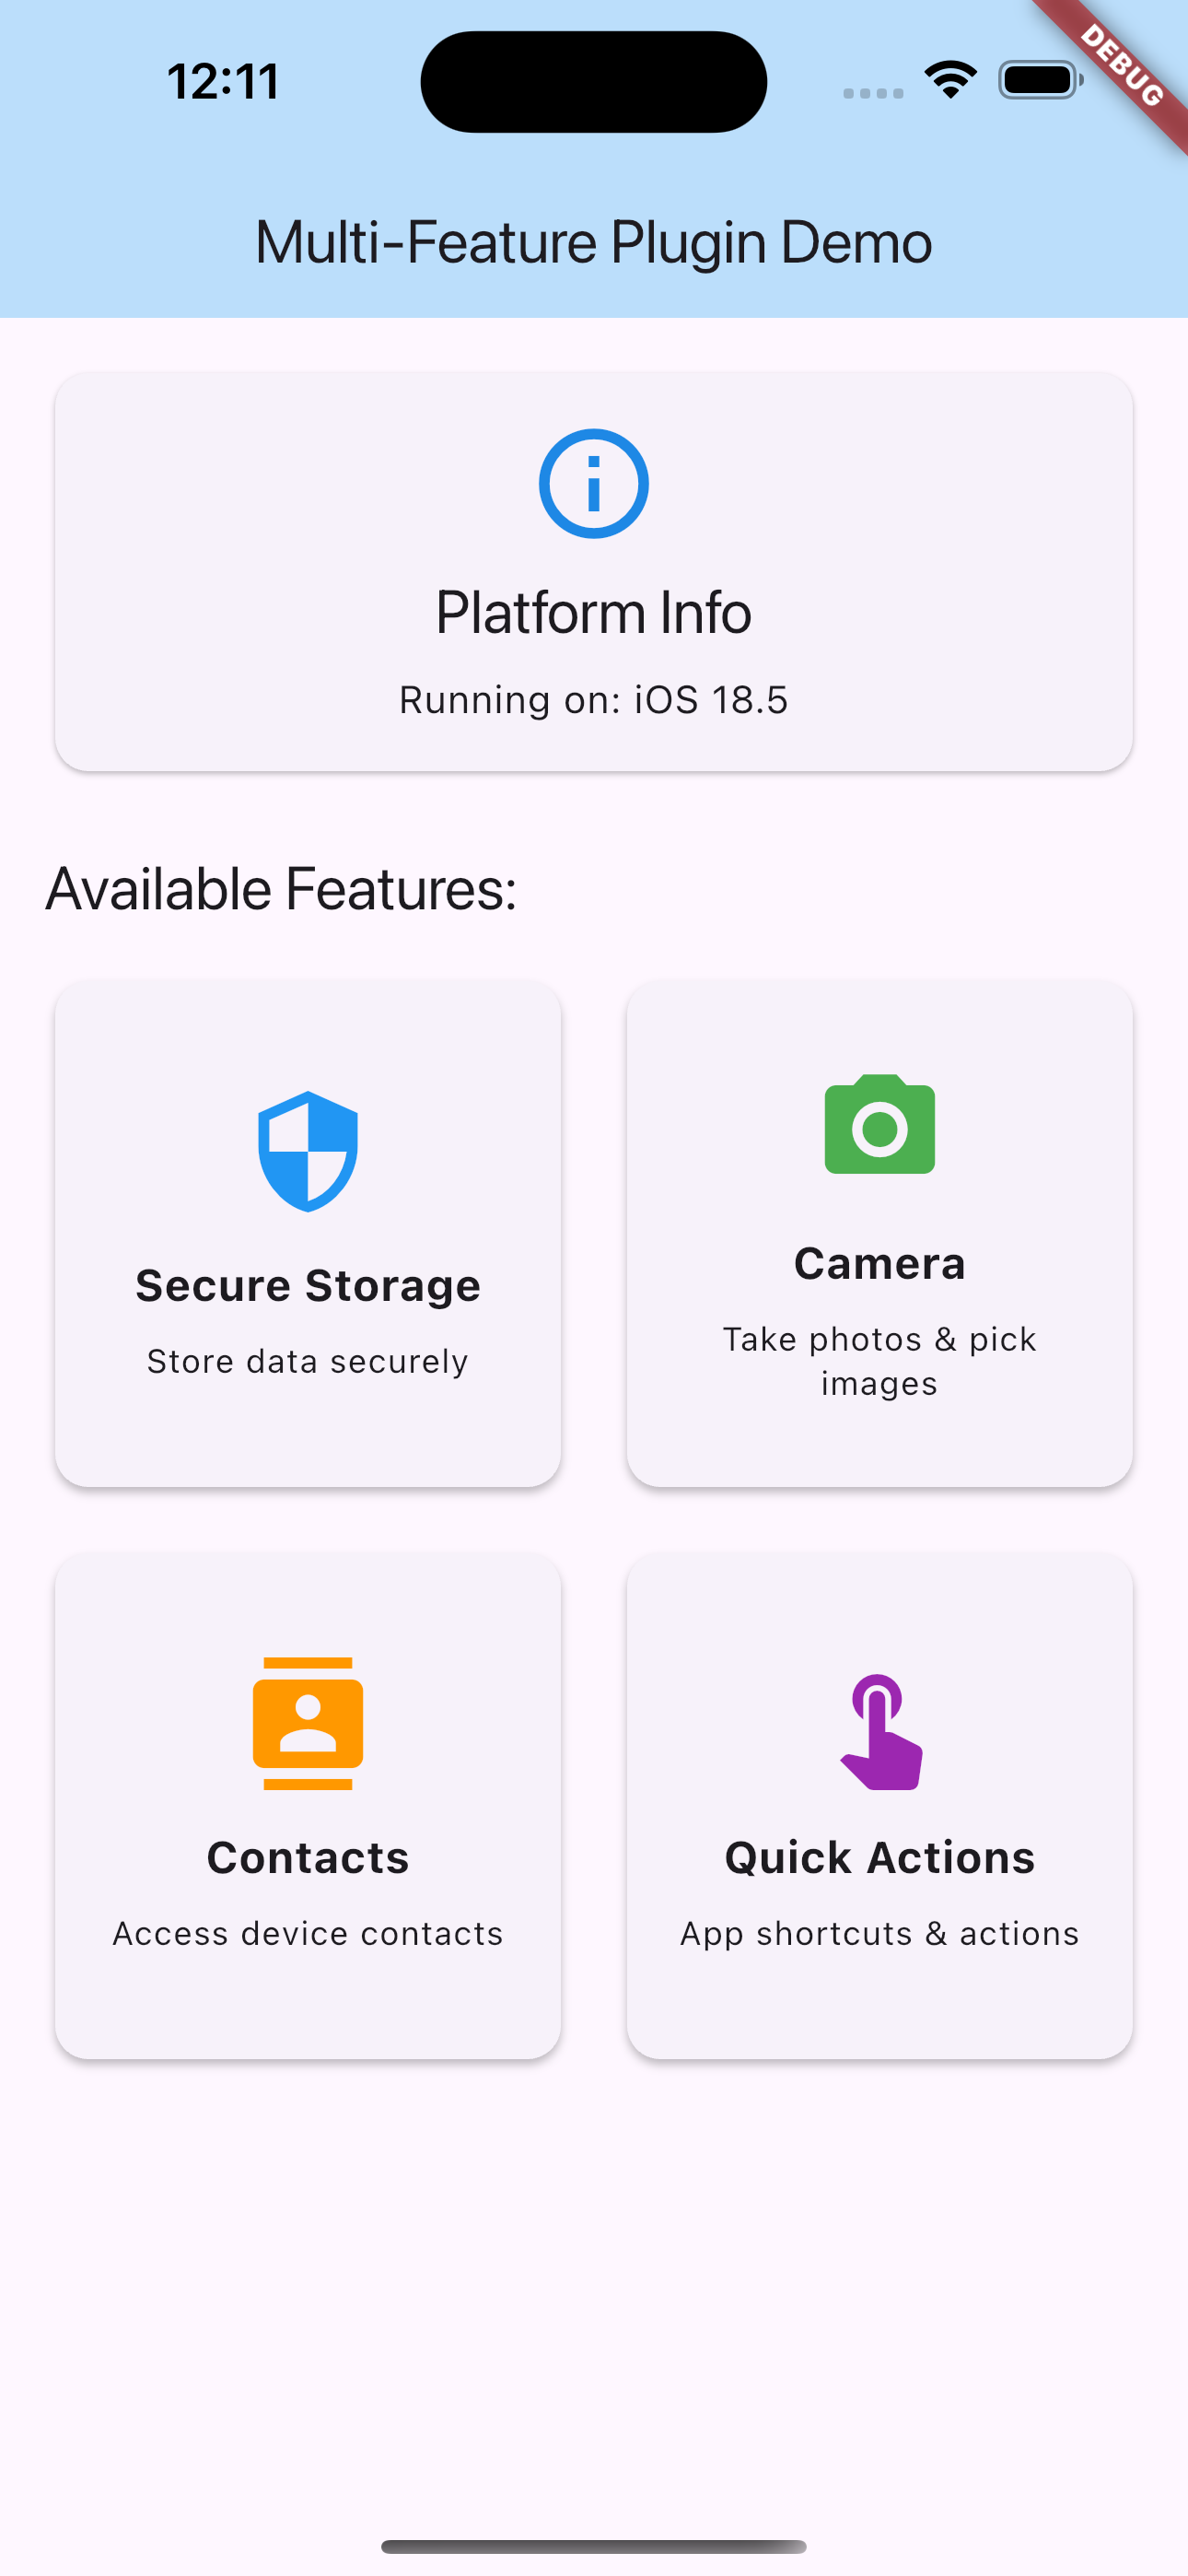 12:11
DEBUG
Multi-Feature Plugin Demo
Platform Info
Running on: iOS 18.5
Available Features:
Secure Storage
Store data securely
Camera
Take photos & pick
images
Contacts
Access device contacts
Quick Actions
App shortcuts & actions